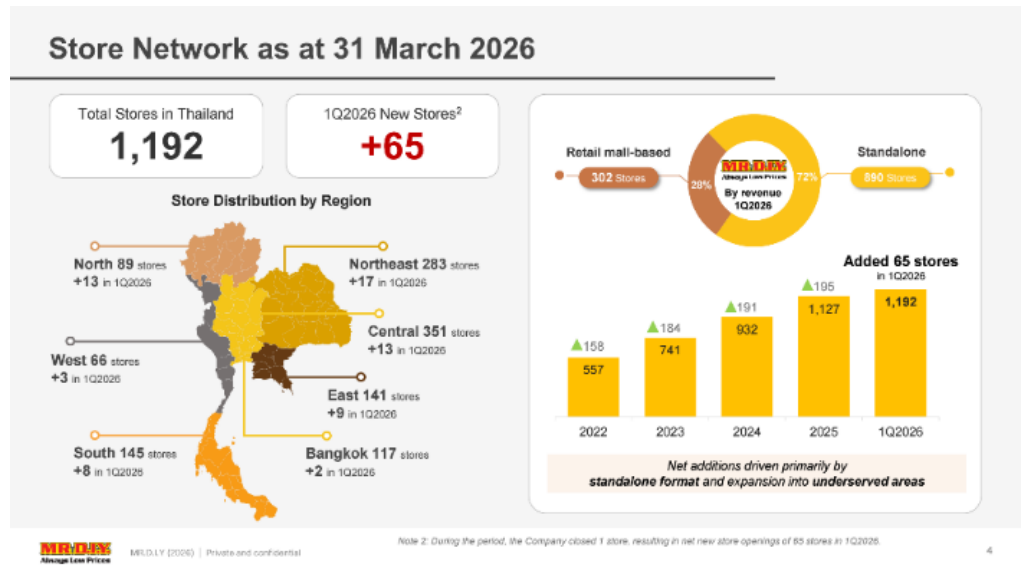 Store Network as at 31 March 2026
Total Stores in Thailand
1,192
1Q2026 New Stores2
+65
Store Distribution by Region
North 89 stores
+13 in 1Q2026
Northeast 283 stores
+17 in 1Q2026
Central 351 stores
+13 in 1Q2026
West 66 stores
+3 in 1Q2026
East 141 stores
+9 in 1Q2026
South 145 stores
+8 in 1Q2026
Bangkok 117 stores
+2 in 1Q2026
Retail mall-based
302 Stores
28%
MR.D.I.Y.
Always Low Prices
By revenue
1Q2026
72%
Standalone
890 Stores
Added 65 stores
in 1Q2026
158
557
184
741
191
932
195
1,127
1,192
2022
2023
2024
2025
1Q2026
Net additions driven primarily by
standalone format and expansion into underserved areas
MR.D.I.Y.
Always Low Prices
MR.D.I.Y (2026) | Private and confidential
Note 2: During the period, the Company closed 1 store, resulting in net new store openings of 65 stores in 1Q2026.
4